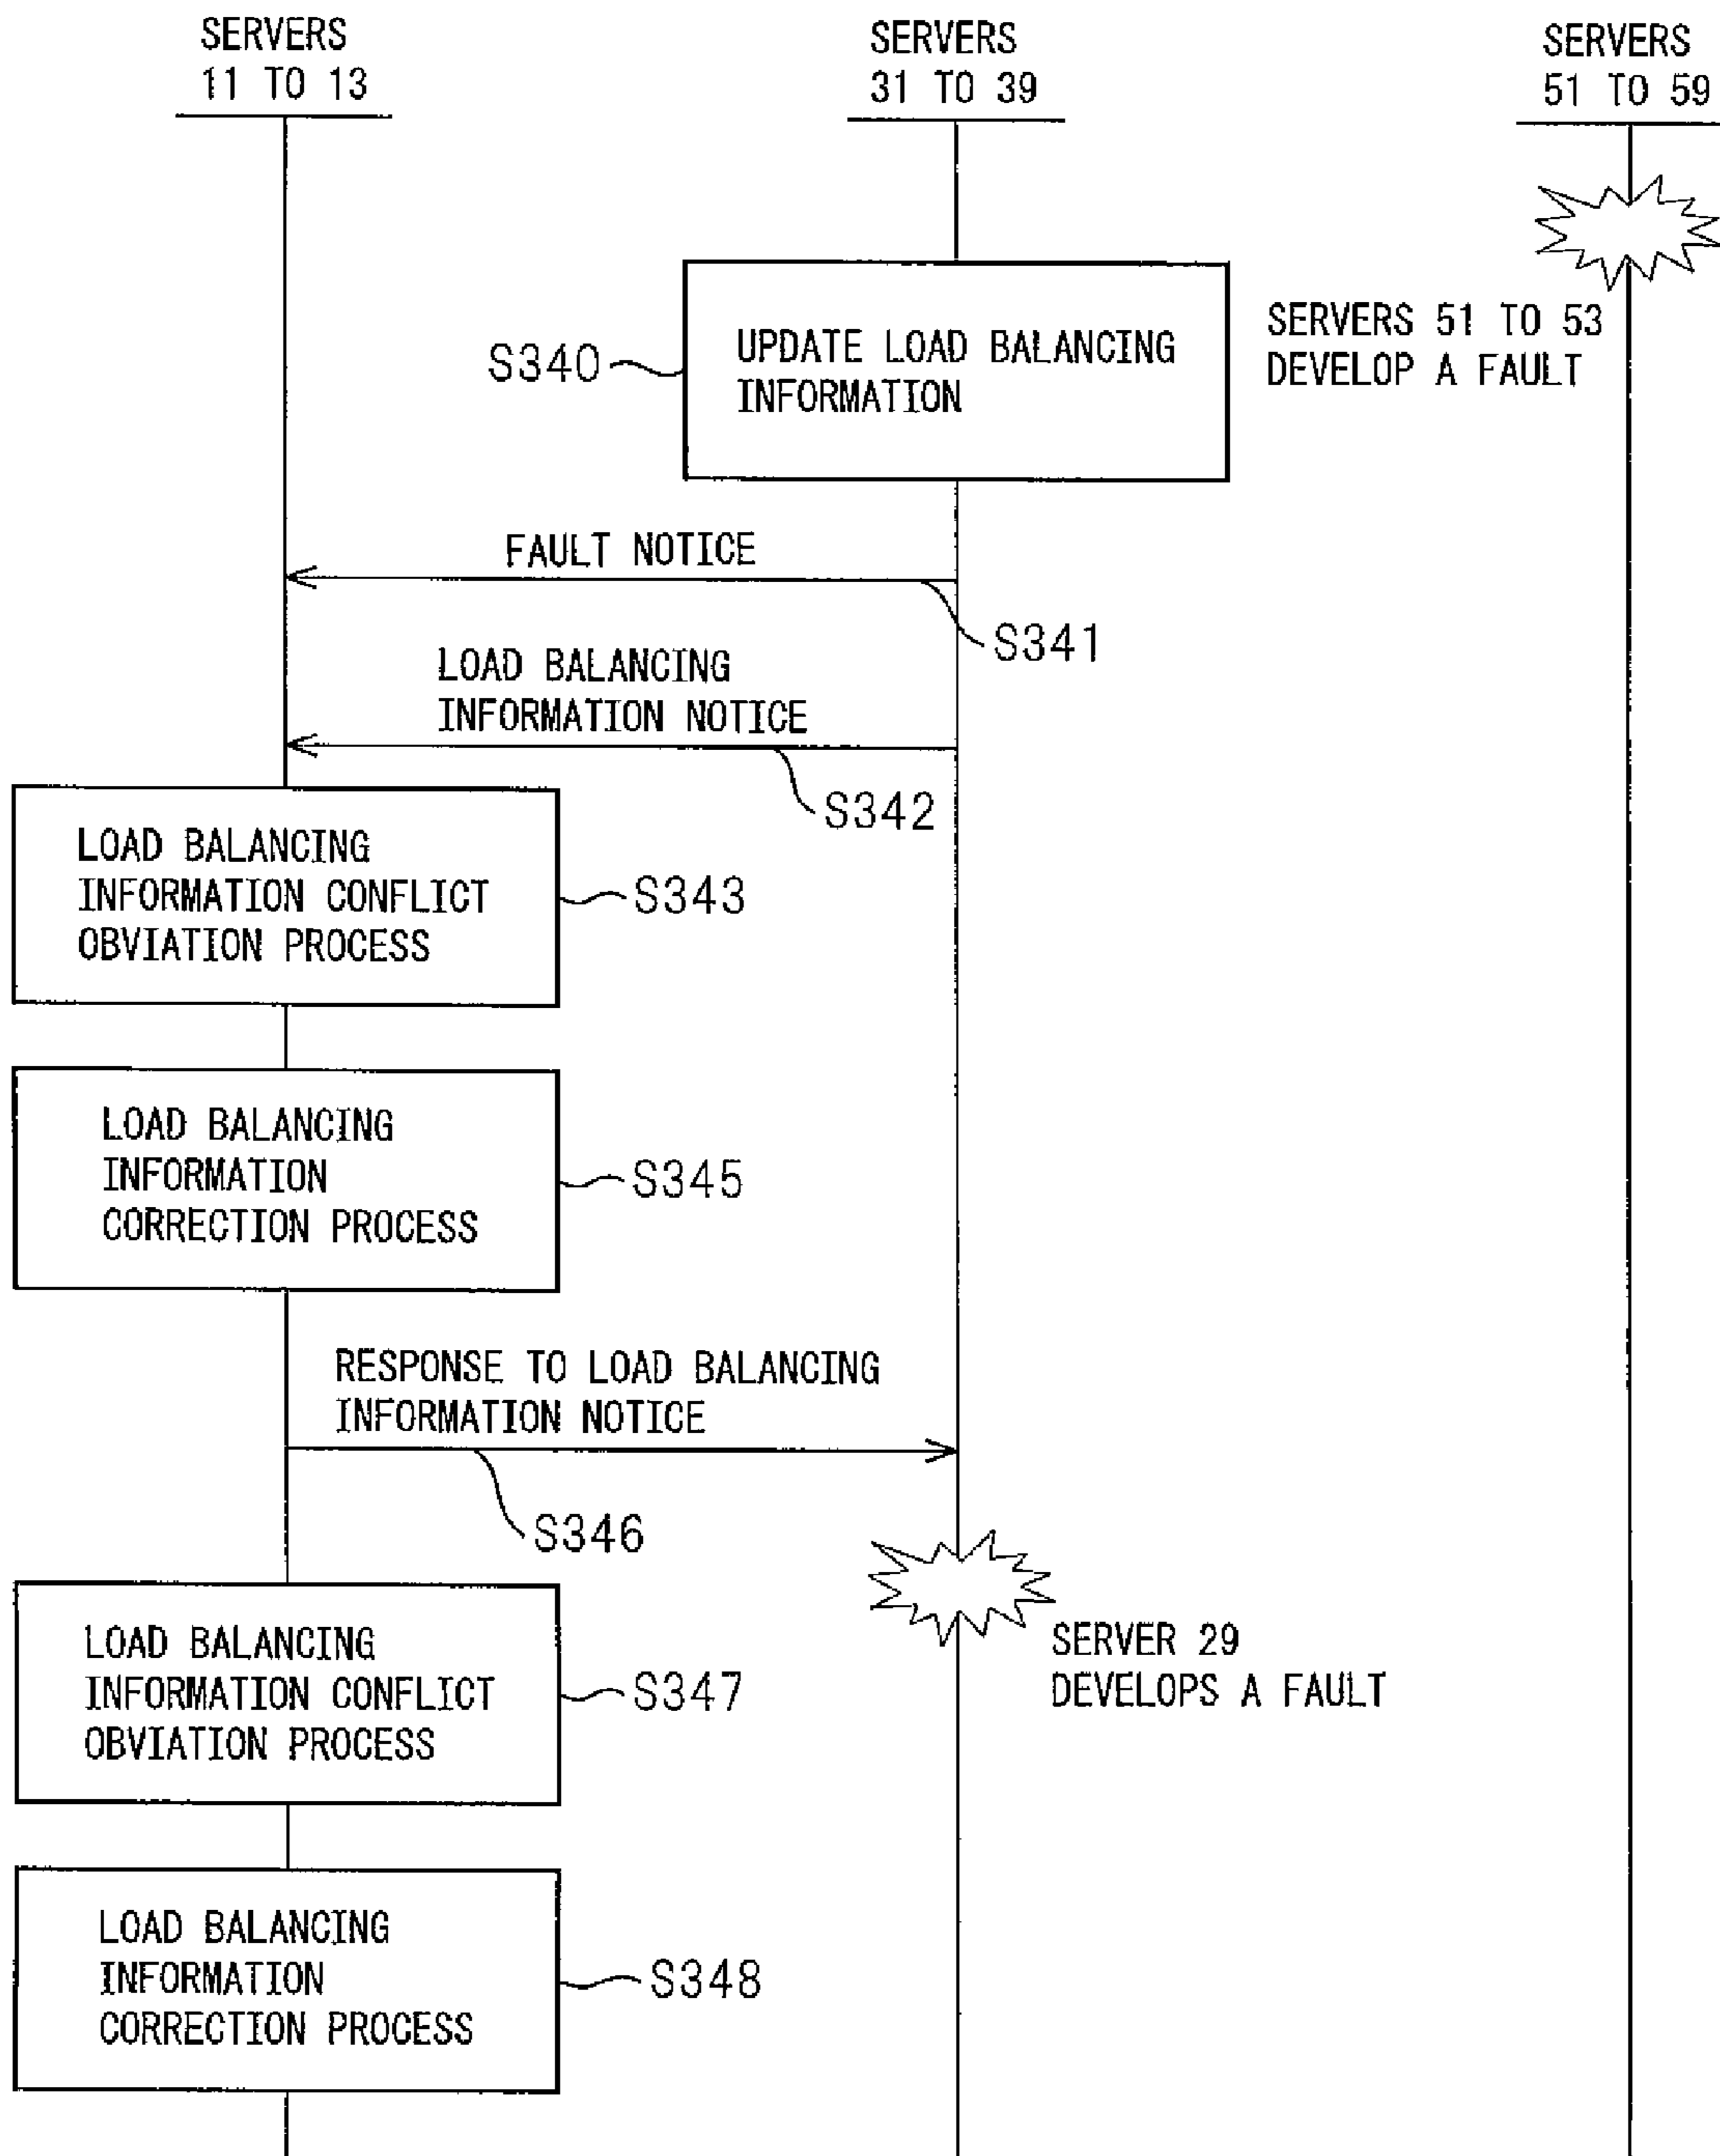 SERVERS
11 TO 13
SERVERS
31 TO 39
SERVERS
51 TO 59
SERVERS 51 TO 53
DEVELOP A FAULT
S340
UPDATE LOAD BALANCING
INFORMATION
FAULT NOTICE
S341
LOAD BALANCING
INFORMATION NOTICE
S342
LOAD BALANCING
INFORMATION CONFLICT
OBVIATION PROCESS
S343
LOAD BALANCING
INFORMATION
CORRECTION PROCESS
S345
RESPONSE TO LOAD BALANCING
INFORMATION NOTICE
S346
SERVER 29
DEVELOPS A FAULT
LOAD BALANCING
INFORMATION CONFLICT
OBVIATION PROCESS
S347
LOAD BALANCING
INFORMATION
CORRECTION PROCESS
S348